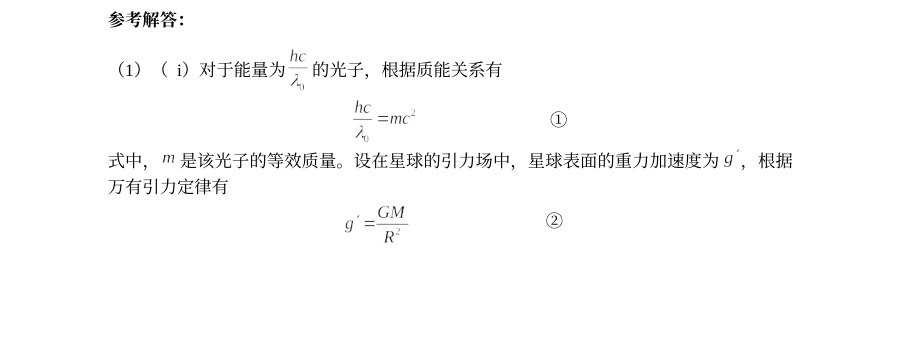 参考解答：
（1）（ i）对于能量为 hc/λ₀ 的光子，根据质能关系有
hc/λ₀ =mc² ①
式中， m 是该光子的等效质量。设在星球的引力场中，星球表面的重力加速度为 g′，根据
万有引力定律有
g′=GM/R² ②